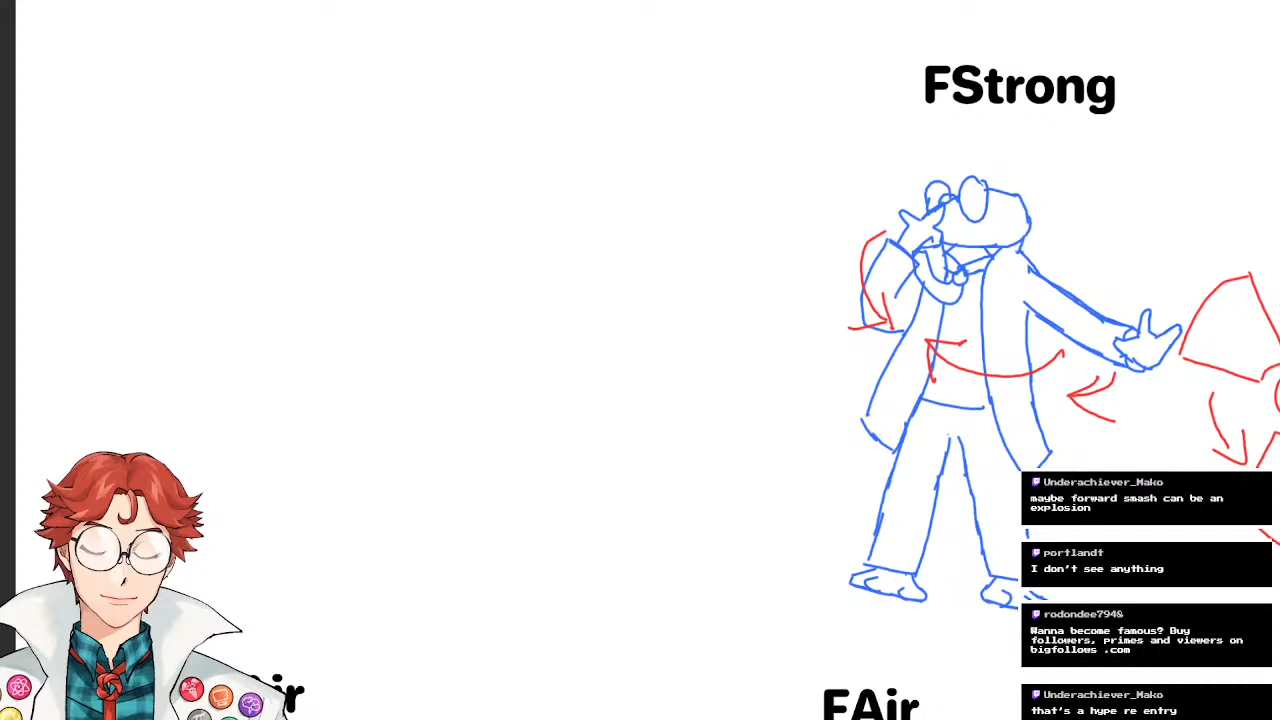 FStrong
Underachiever_Mako
maybe forward smash can be an
explosion
portlandt
I don't see anything
rodondee7948
Wanna become famous? Buy
followers, primes and viewers on
bigfollows .com
Underachiever_Mako
that's a hype re entry
FAir